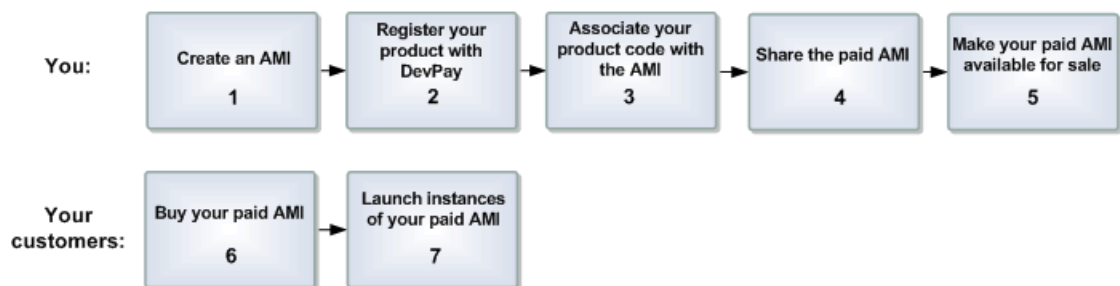 You:
Create an AMI
1
Register your
product with
DevPay
2
Associate your
product code with
the AMI
3
Share the paid AMI
4
Make your paid AMI
available for sale
5
Your
customers:
Buy your paid AMI
6
Launch instances
of your paid AMI
7